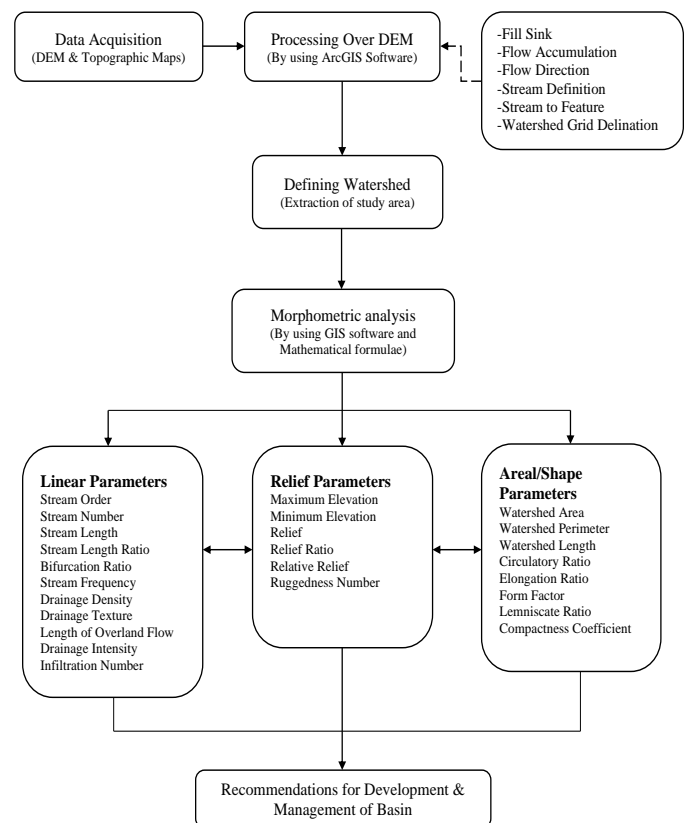 Data Acquisition
(DEM & Topographic Maps)
Processing Over DEM
(By using ArcGIS Software)
-Fill Sink
-Flow Accumulation
-Flow Direction
-Stream Definition
-Stream to Feature
-Watershed Grid Delination
Defining Watershed
(Extraction of study area)
Morphometric analysis
(By using GIS software and
Mathematical formulae)
Linear Parameters
Stream Order
Stream Number
Stream Length
Stream Length Ratio
Bifurcation Ratio
Stream Frequency
Drainage Density
Drainage Texture
Length of Overland Flow
Drainage Intensity
Infiltration Number
Relief Parameters
Maximum Elevation
Minimum Elevation
Relief
Relief Ratio
Relative Relief
Ruggedness Number
Areal/Shape
Parameters
Watershed Area
Watershed Perimeter
Watershed Length
Circulatory Ratio
Elongation Ratio
Form Factor
Lemniscate Ratio
Compactness Coefficient
Recommendations for Development &
Management of Basin